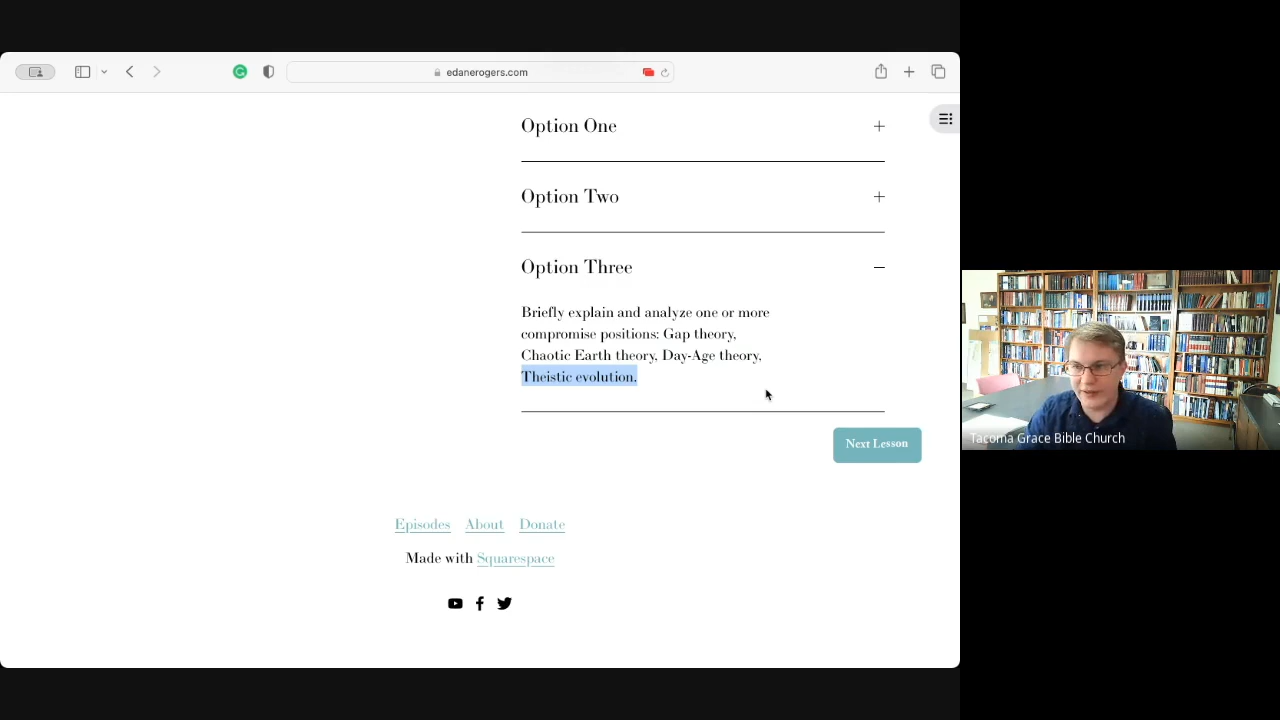 edanerogers.com
Option One
Option Two
Option Three
Briefly explain and analyze one or more
compromise positions: Gap theory,
Chaotic Earth theory, Day-Age theory,
Theistic evolution.
Next Lesson
Episodes About Donate
Made with Squarespace
Tacoma Grace Bible Church